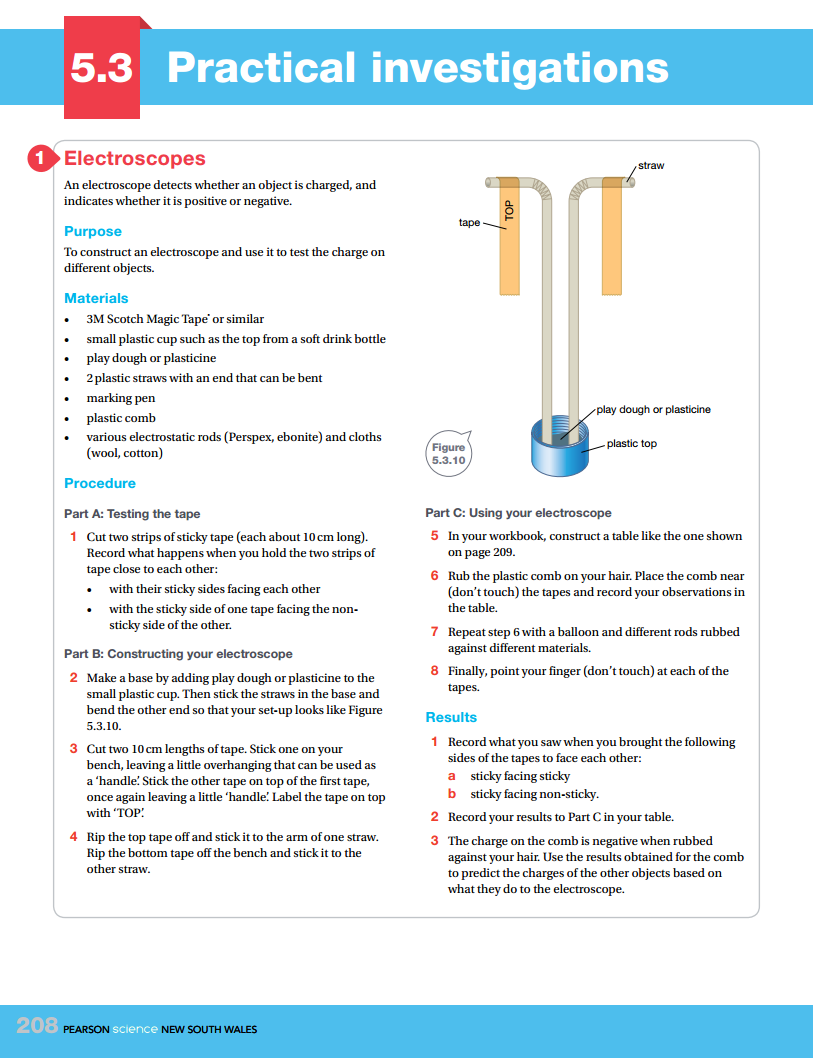 5.3 Practical investigations
1 Electroscopes
An electroscope detects whether an object is charged, and
indicates whether it is positive or negative.
Purpose
To construct an electroscope and use it to test the charge on
different objects.
Materials
• 3M Scotch Magic Tape* or similar
• small plastic cup such as the top from a soft drink bottle
• play dough or plasticine
• 2 plastic straws with an end that can be bent
• marking pen
• plastic comb
• various electrostatic rods (Perspex, ebonite) and cloths
(wool, cotton)
Procedure
Part A: Testing the tape
1 Cut two strips of sticky tape (each about 10 cm long).
Record what happens when you hold the two strips of
tape close to each other:
• with their sticky sides facing each other
• with the sticky side of one tape facing the non-
sticky side of the other.
Part B: Constructing your electroscope
2 Make a base by adding play dough or plasticine to the
small plastic cup. Then stick the straws in the base and
bend the other end so that your set-up looks like Figure
5.3.10.
3 Cut two 10 cm lengths of tape. Stick one on your
bench, leaving a little overhanging that can be used as
a ‘handle’. Stick the other tape on top of the first tape,
once again leaving a little ‘handle’. Label the tape on top
with ‘TOP’.
4 Rip the top tape off and stick it to the arm of one straw.
Rip the bottom tape off the bench and stick it to the
other straw.
straw
tape
TOP
play dough or plasticine
plastic top
Figure
5.3.10
Part C: Using your electroscope
5 In your workbook, construct a table like the one shown
on page 209.
6 Rub the plastic comb on your hair. Place the comb near
(don’t touch) the tapes and record your observations in
the table.
7 Repeat step 6 with a balloon and different rods rubbed
against different materials.
8 Finally, point your finger (don’t touch) at each of the
tapes.
Results
1 Record what you saw when you brought the following
sides of the tapes to face each other:
a sticky facing sticky
b sticky facing non-sticky.
2 Record your results to Part C in your table.
3 The charge on the comb is negative when rubbed
against your hair. Use the results obtained for the comb
to predict the charges of the other objects based on
what they do to the electroscope.
208 PEARSON science NEW SOUTH WALES